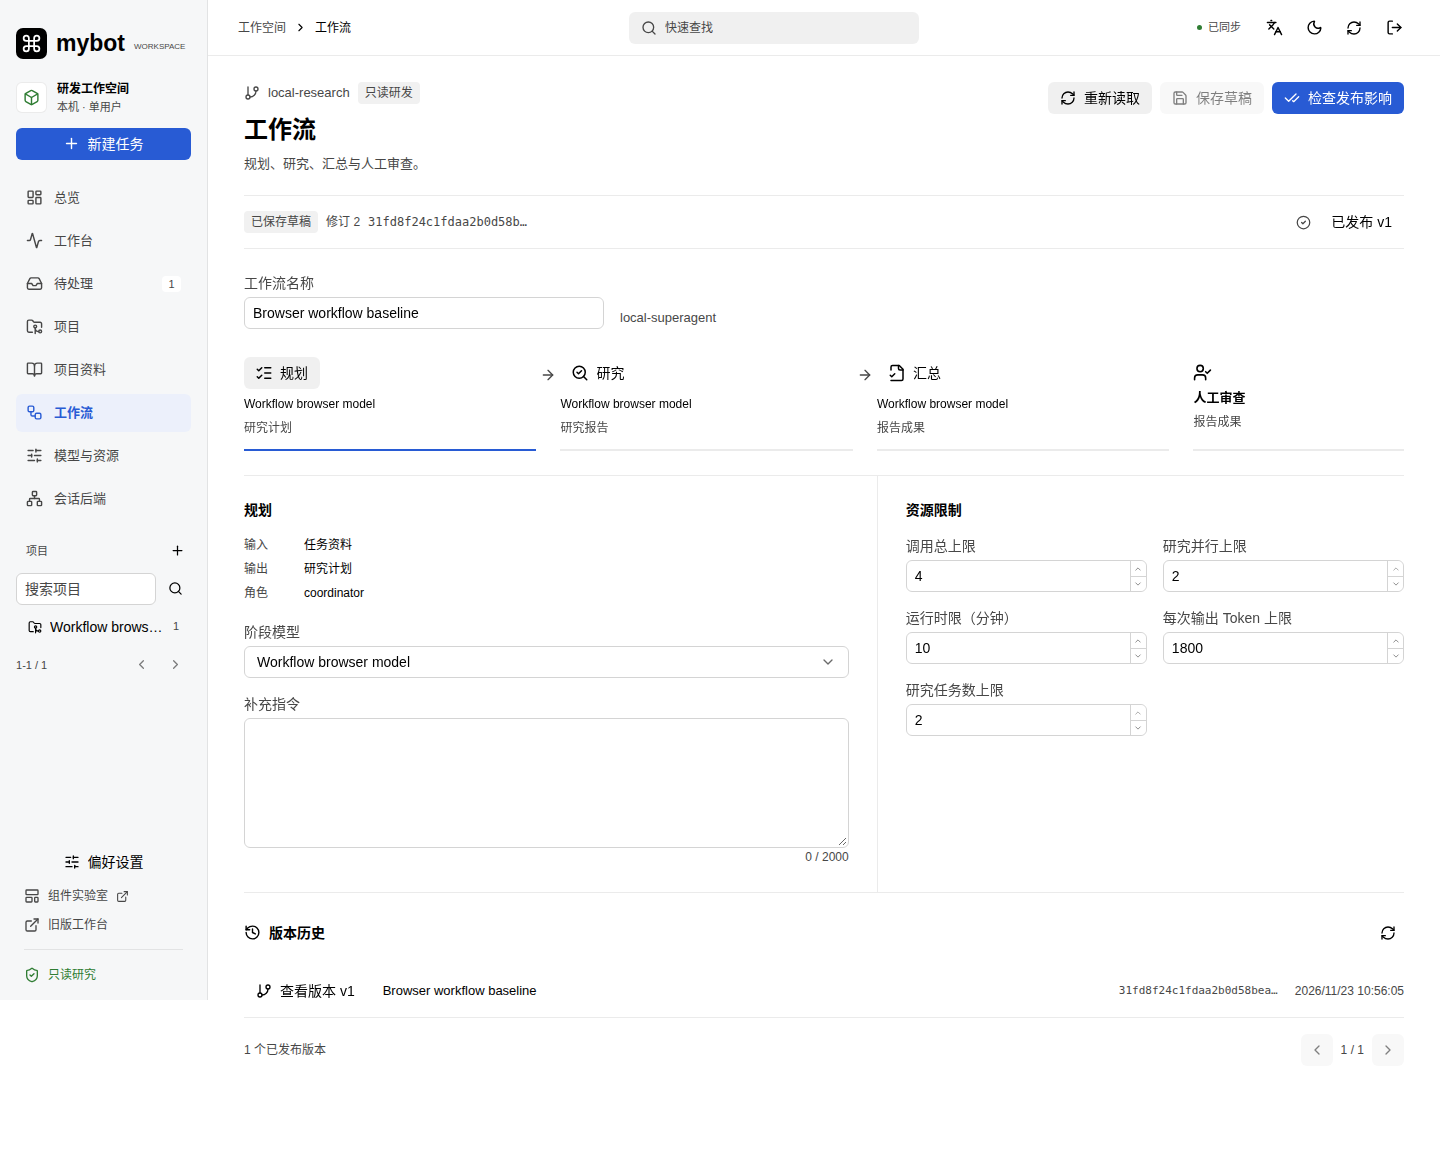 mybot WORKSPACE
研发工作空间
本机 · 单用户
新建任务
总览
工作台
待处理 1
项目
项目资料
工作流
模型与资源
会话后端
项目
搜索项目
Workflow brows… 1
1-1 / 1
偏好设置
组件实验室
旧版工作台
只读研究
工作空间 工作流
快速查找
已同步
local-research 只读研发
重新读取 保存草稿 检查发布影响
工作流
规划、研究、汇总与人工审查。
已保存草稿 修订 2 31fd8f24c1fdaa2b0d58b…
已发布 v1
工作流名称
Browser workflow baseline
local-superagent
规划
Workflow browser model
研究计划
研究
Workflow browser model
研究报告
汇总
Workflow browser model
报告成果
人工审查
报告成果
规划
输入 任务资料
输出 研究计划
角色 coordinator
阶段模型
Workflow browser model
补充指令
0 / 2000
资源限制
调用总上限 研究并行上限
4 2
运行时限（分钟） 每次输出 Token 上限
10 1800
研究任务数上限
2
版本历史
查看版本 v1 Browser workflow baseline 31fd8f24c1fdaa2b0d58bea… 2026/11/23 10:56:05
1 个已发布版本
1 / 1